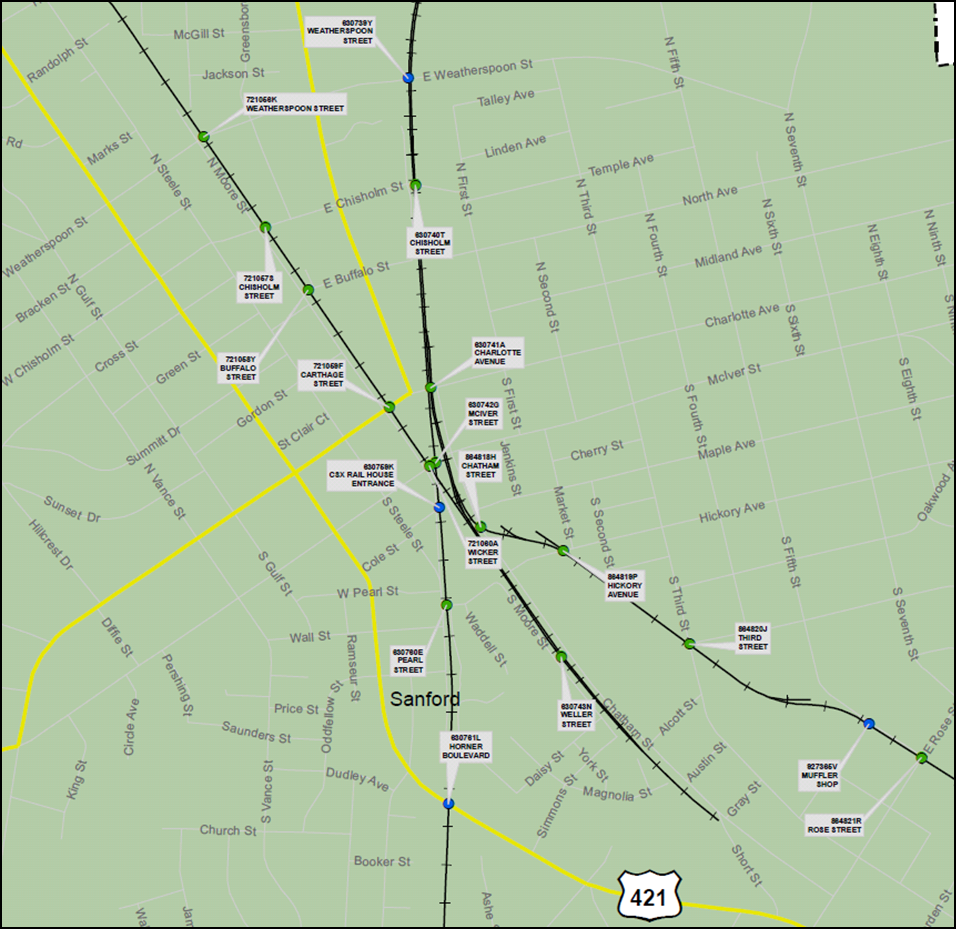 630739Y
WEATHERSPOON
STREET
McGill St
Greensbo
Randolph St
Jackson St
E Weatherspoon St
N Fifth St
721056K
WEATHERSPOON STREET
Talley Ave
Rd
Marks St
Linden Ave
N Seventh St
N Steele St
N Moore St
Temple Ave
E Chisholm St
N First St
N Third St
North Ave
N Sixth St
Weatherspoon St
630740T
CHISHOLM
STREET
N Fourth St
N Eighth St
N Ninth St
Midland Ave
721057S
CHISHOLM
STREET
E Buffalo St
Bracken St
N Gulf St
N Second St
Charlotte Ave
S Sixth St
S Nin
W Chisholm St
Cross St
Green St
721058Y
BUFFALO
STREET
721059F
CARTHAGE
STREET
630741A
CHARLOTTE
AVENUE
McIver St
S Eighth St
S First St
S Fourth St
Gordon St
630742G
MCIVER
STREET
St Clair Ct
Summitt Dr
Cherry St
Maple Ave
Jenkins St
864818H
CHATHAM
STREET
630759K
CSX RAIL HOUSE
ENTRANCE
N Vance St
Oakwood A
Sunset Dr
S Steele St
Market St
S Second St
Hickory Ave
Hillcrest Dr
Cole St
721060A
WICKER
STREET
S Fifth St
S Gulf St
W Pearl St
864819P
HICKORY
AVENUE
S Third St
S Seventh St
S Moore St
Diffie St
Wall St
Waddell St
864820J
THIRD
STREET
630760E
PEARL
STREET
Ramseur St
Pershing St
Sanford
Circle Ave
Price St
Oddfellow St
630743N
WELLER
STREET
Chatham St
Alcott St
E Rose S
Saunders St
630761L
HORNER
BOULEVARD
King St
Dudley Ave
S Vance St
Daisy St
York St
Austin St
927365V
MUFFLER
SHOP
Simmons St
Magnolia St
Gray St
864821R
ROSE STREET
Church St
Booker St
Short St
421
Ashe
Wa
Jam
rden St